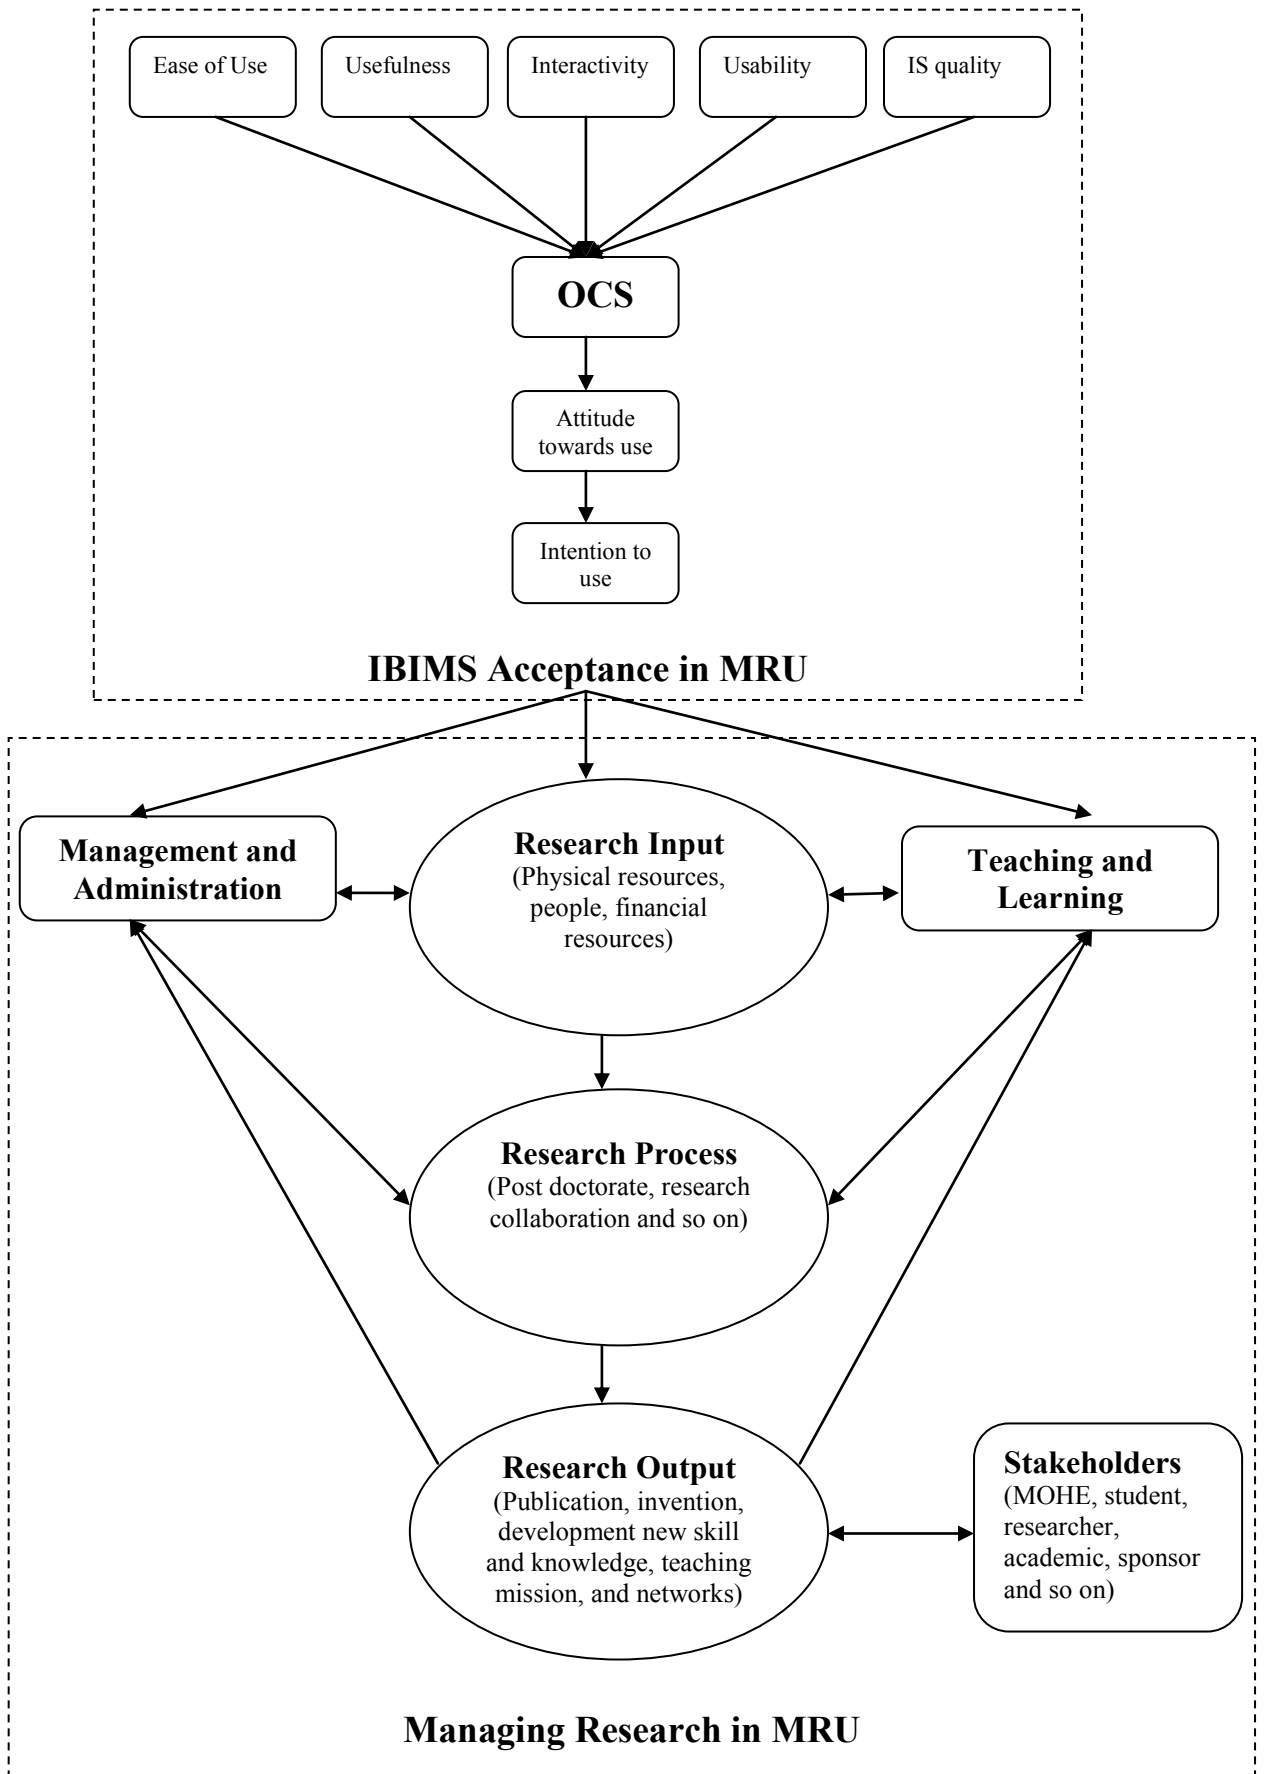 Ease of Use
Usefulness
Interactivity
Usability
IS quality
OCS
Attitude
towards use
Intention to
use
IBIMS Acceptance in MRU
Management and
Administration
Research Input
(Physical resources,
people, financial
resources)
Teaching and
Learning
Research Process
(Post doctorate, research
collaboration and so on)
Research Output
(Publication, invention,
development new skill
and knowledge, teaching
mission, and networks)
Stakeholders
(MOHE, student,
researcher,
academic, sponsor
and so on)
Managing Research in MRU